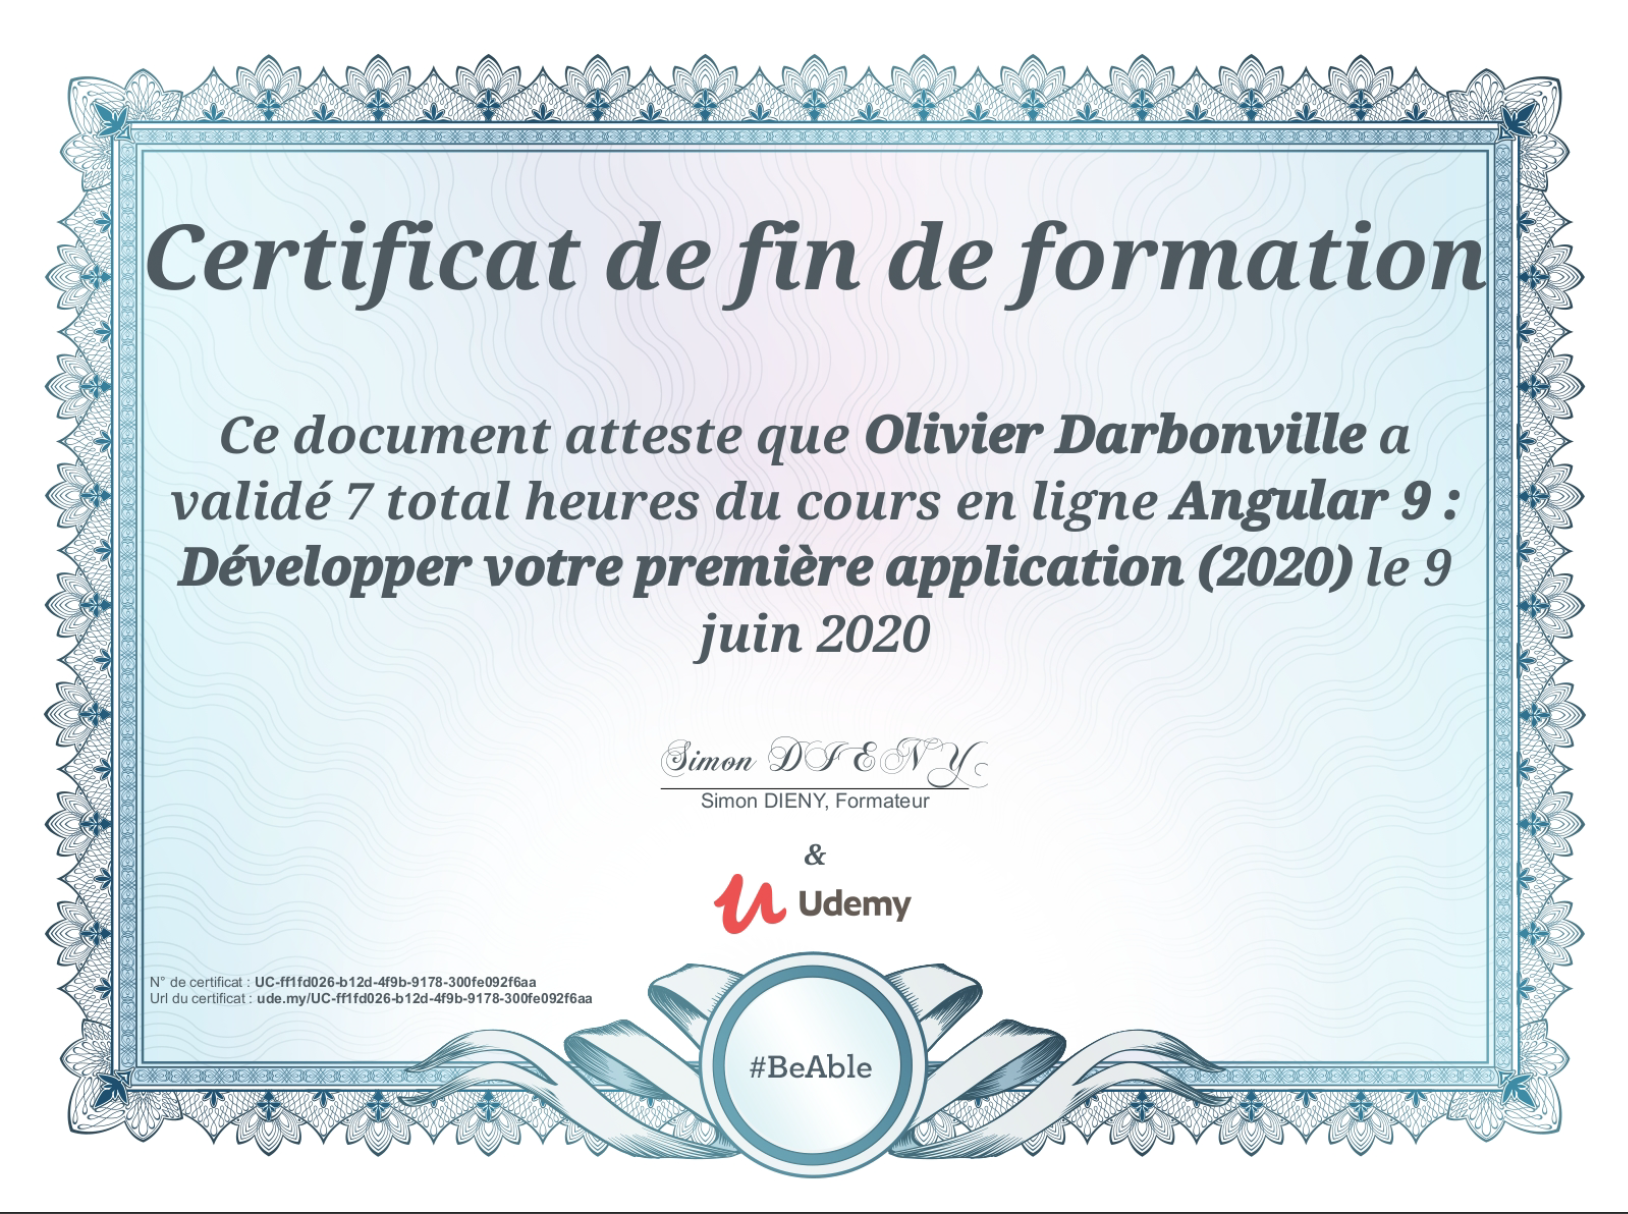 Certificat de fin de formation
Ce document atteste que Olivier Darbonville a
validé 7 total heures du cours en ligne Angular 9 :
Développer votre première application (2020) le 9
juin 2020
Simon DIENY
Simon DIENY, Formateur
&
Udemy
N° de certificat : UC-ff1fd026-b12d-4f9b-9178-300fe092f6aa
Url du certificat : ude.my/UC-ff1fd026-b12d-4f9b-9178-300fe092f6aa
#BeAble